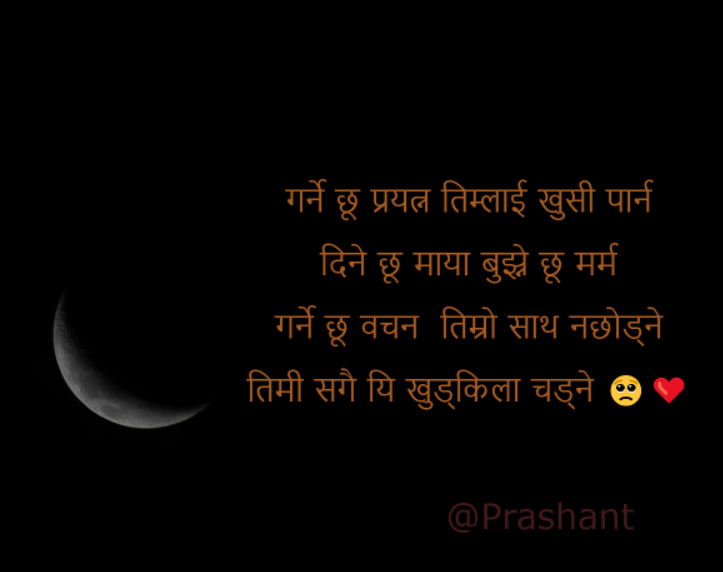 गर्ने छू प्रयत्न तिम्लाई खुसी पार्न
दिने छू माया बुझ्ने छू मर्म
गर्ने छू वचन  तिम्रो साथ नछोड्ने
तिमी सगै यि खुड्किला चड्ने 🥺❤️
@Prashant